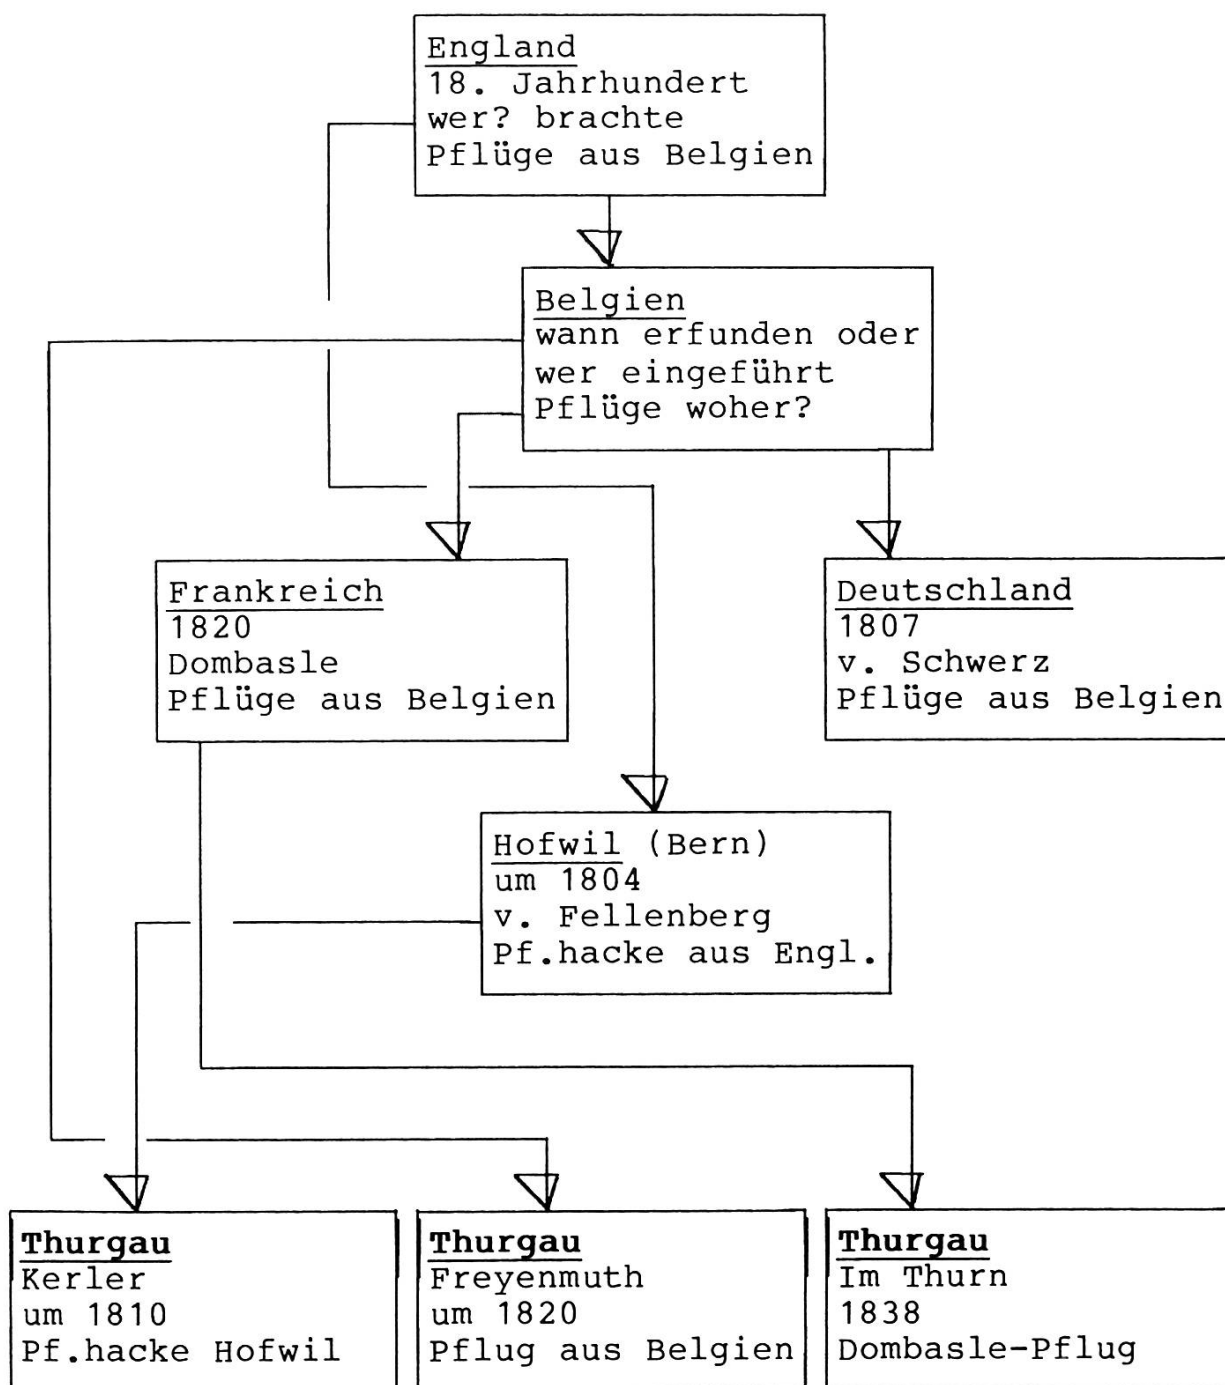 England
18. Jahrhundert
wer? brachte
Pflüge aus Belgien
Belgien
wann erfunden oder
wer eingeführt
Pflüge woher?
Frankreich
1820
Dombasle
Pflüge aus Belgien
Deutschland
1807
v. Schwerz
Pflüge aus Belgien
Hofwil (Bern)
um 1804
v. Fellenberg
Pf.hacke aus Engl.
Thurgau
Kerler
um 1810
Pf.hacke Hofwil
Thurgau
Freyenmuth
um 1820
Pflug aus Belgien
Thurgau
Im Thurn
1838
Dombasle-Pflug